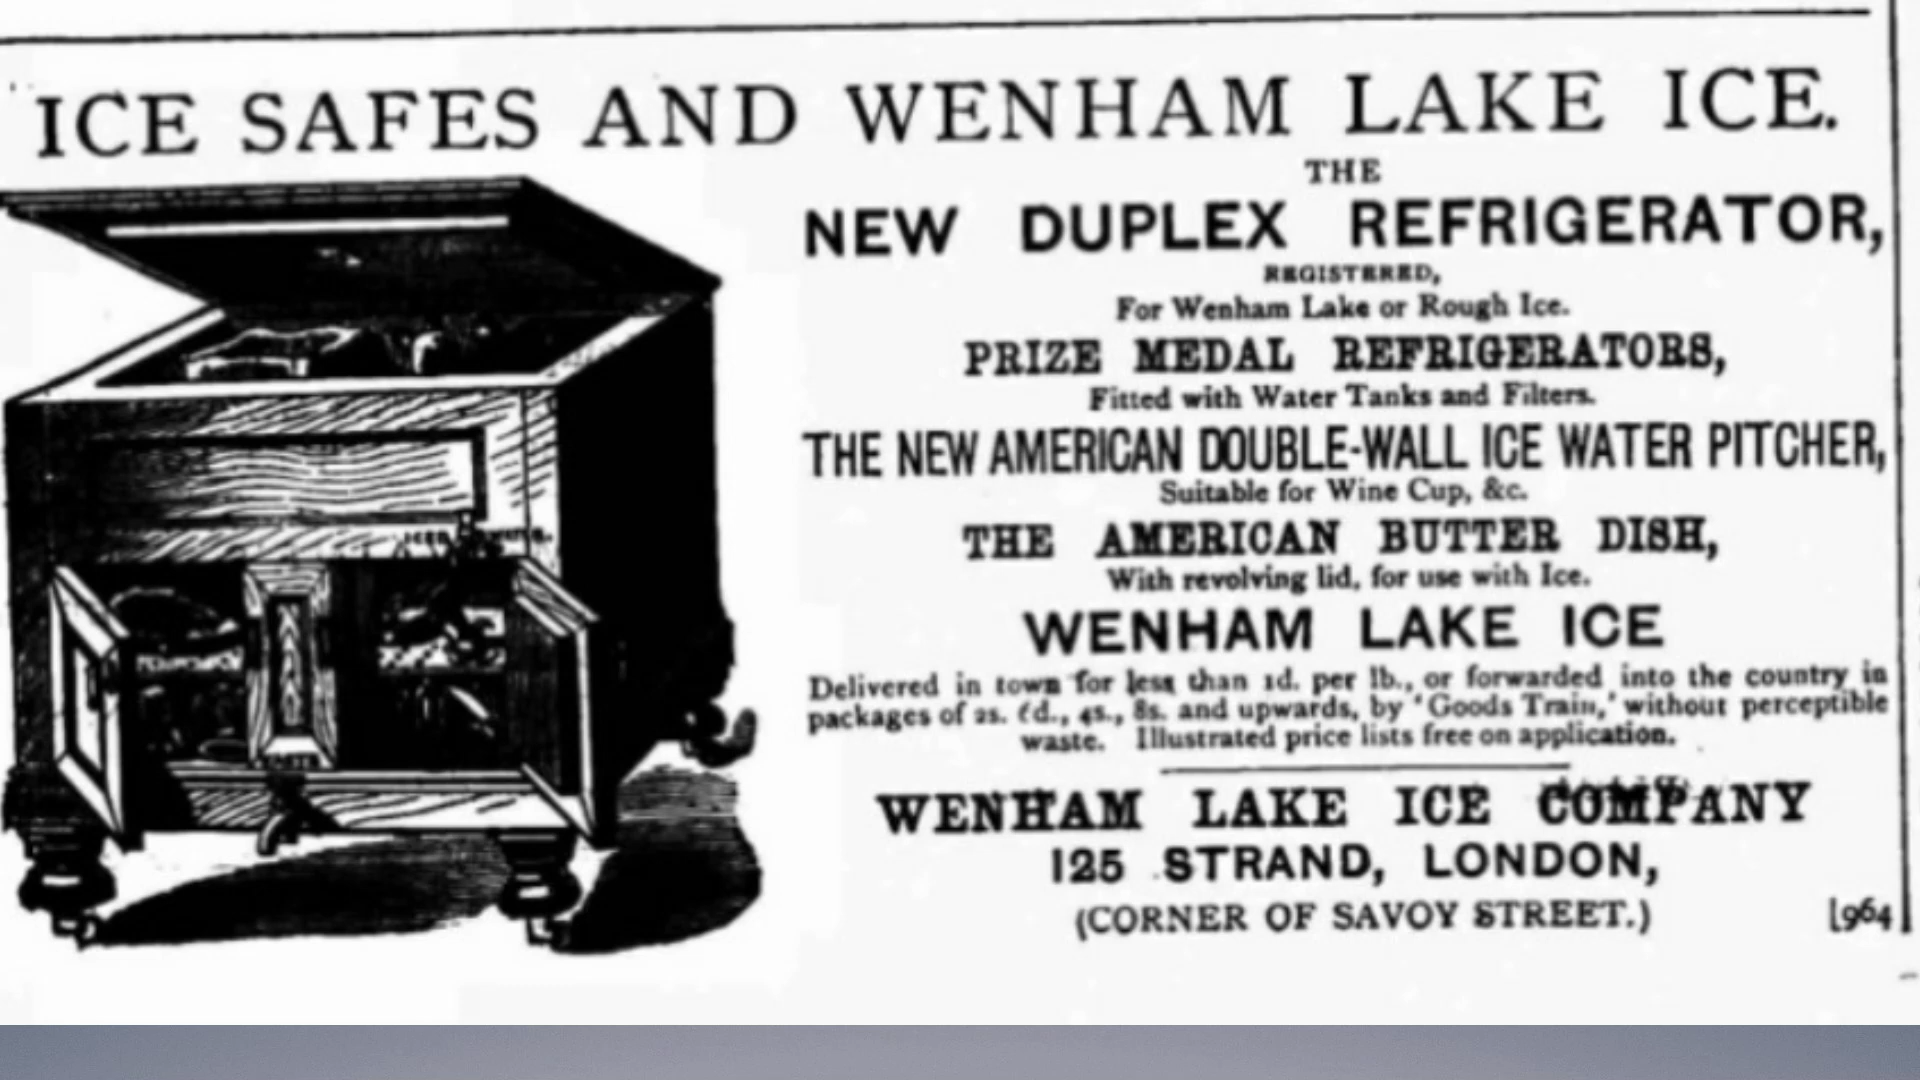 ICE SAFES AND WENHAM LAKE ICE.
THE
NEW DUPLEX REFRIGERATOR,
REGISTERED,
For Wenham Lake or Rough Ice.
PRIZE MEDAL REFRIGERATORS,
Fitted with Water Tanks and Filters.
THE NEW AMERICAN DOUBLE-WALL ICE WATER PITCHER,
Suitable for Wine Cup, &c.
THE AMERICAN BUTTER DISH,
With revolving lid, for use with Ice.
WENHAM LAKE ICE
Delivered in town for less than 1d. per lb., or forwarded into the country in
packages of 2s. 6d., 4s., 8s. and upwards, by 'Goods Train,' without perceptible
waste. Illustrated price lists free on application.
WENHAM LAKE ICE COMPANY
125 STRAND, LONDON,
(CORNER OF SAVOY STREET.)
[964